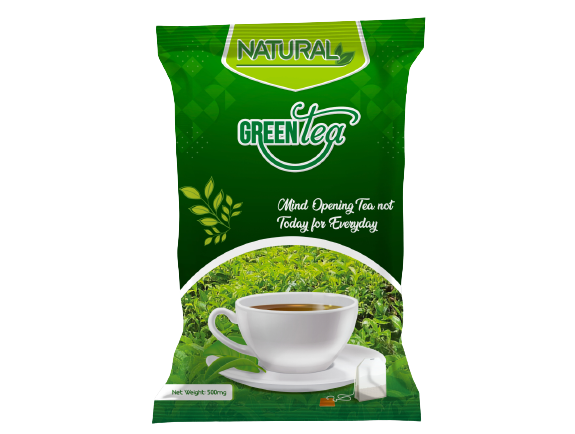 NATURAL
GREEN tea
Mind Opening Tea not
Today for Everyday
Net Weight: 500mg